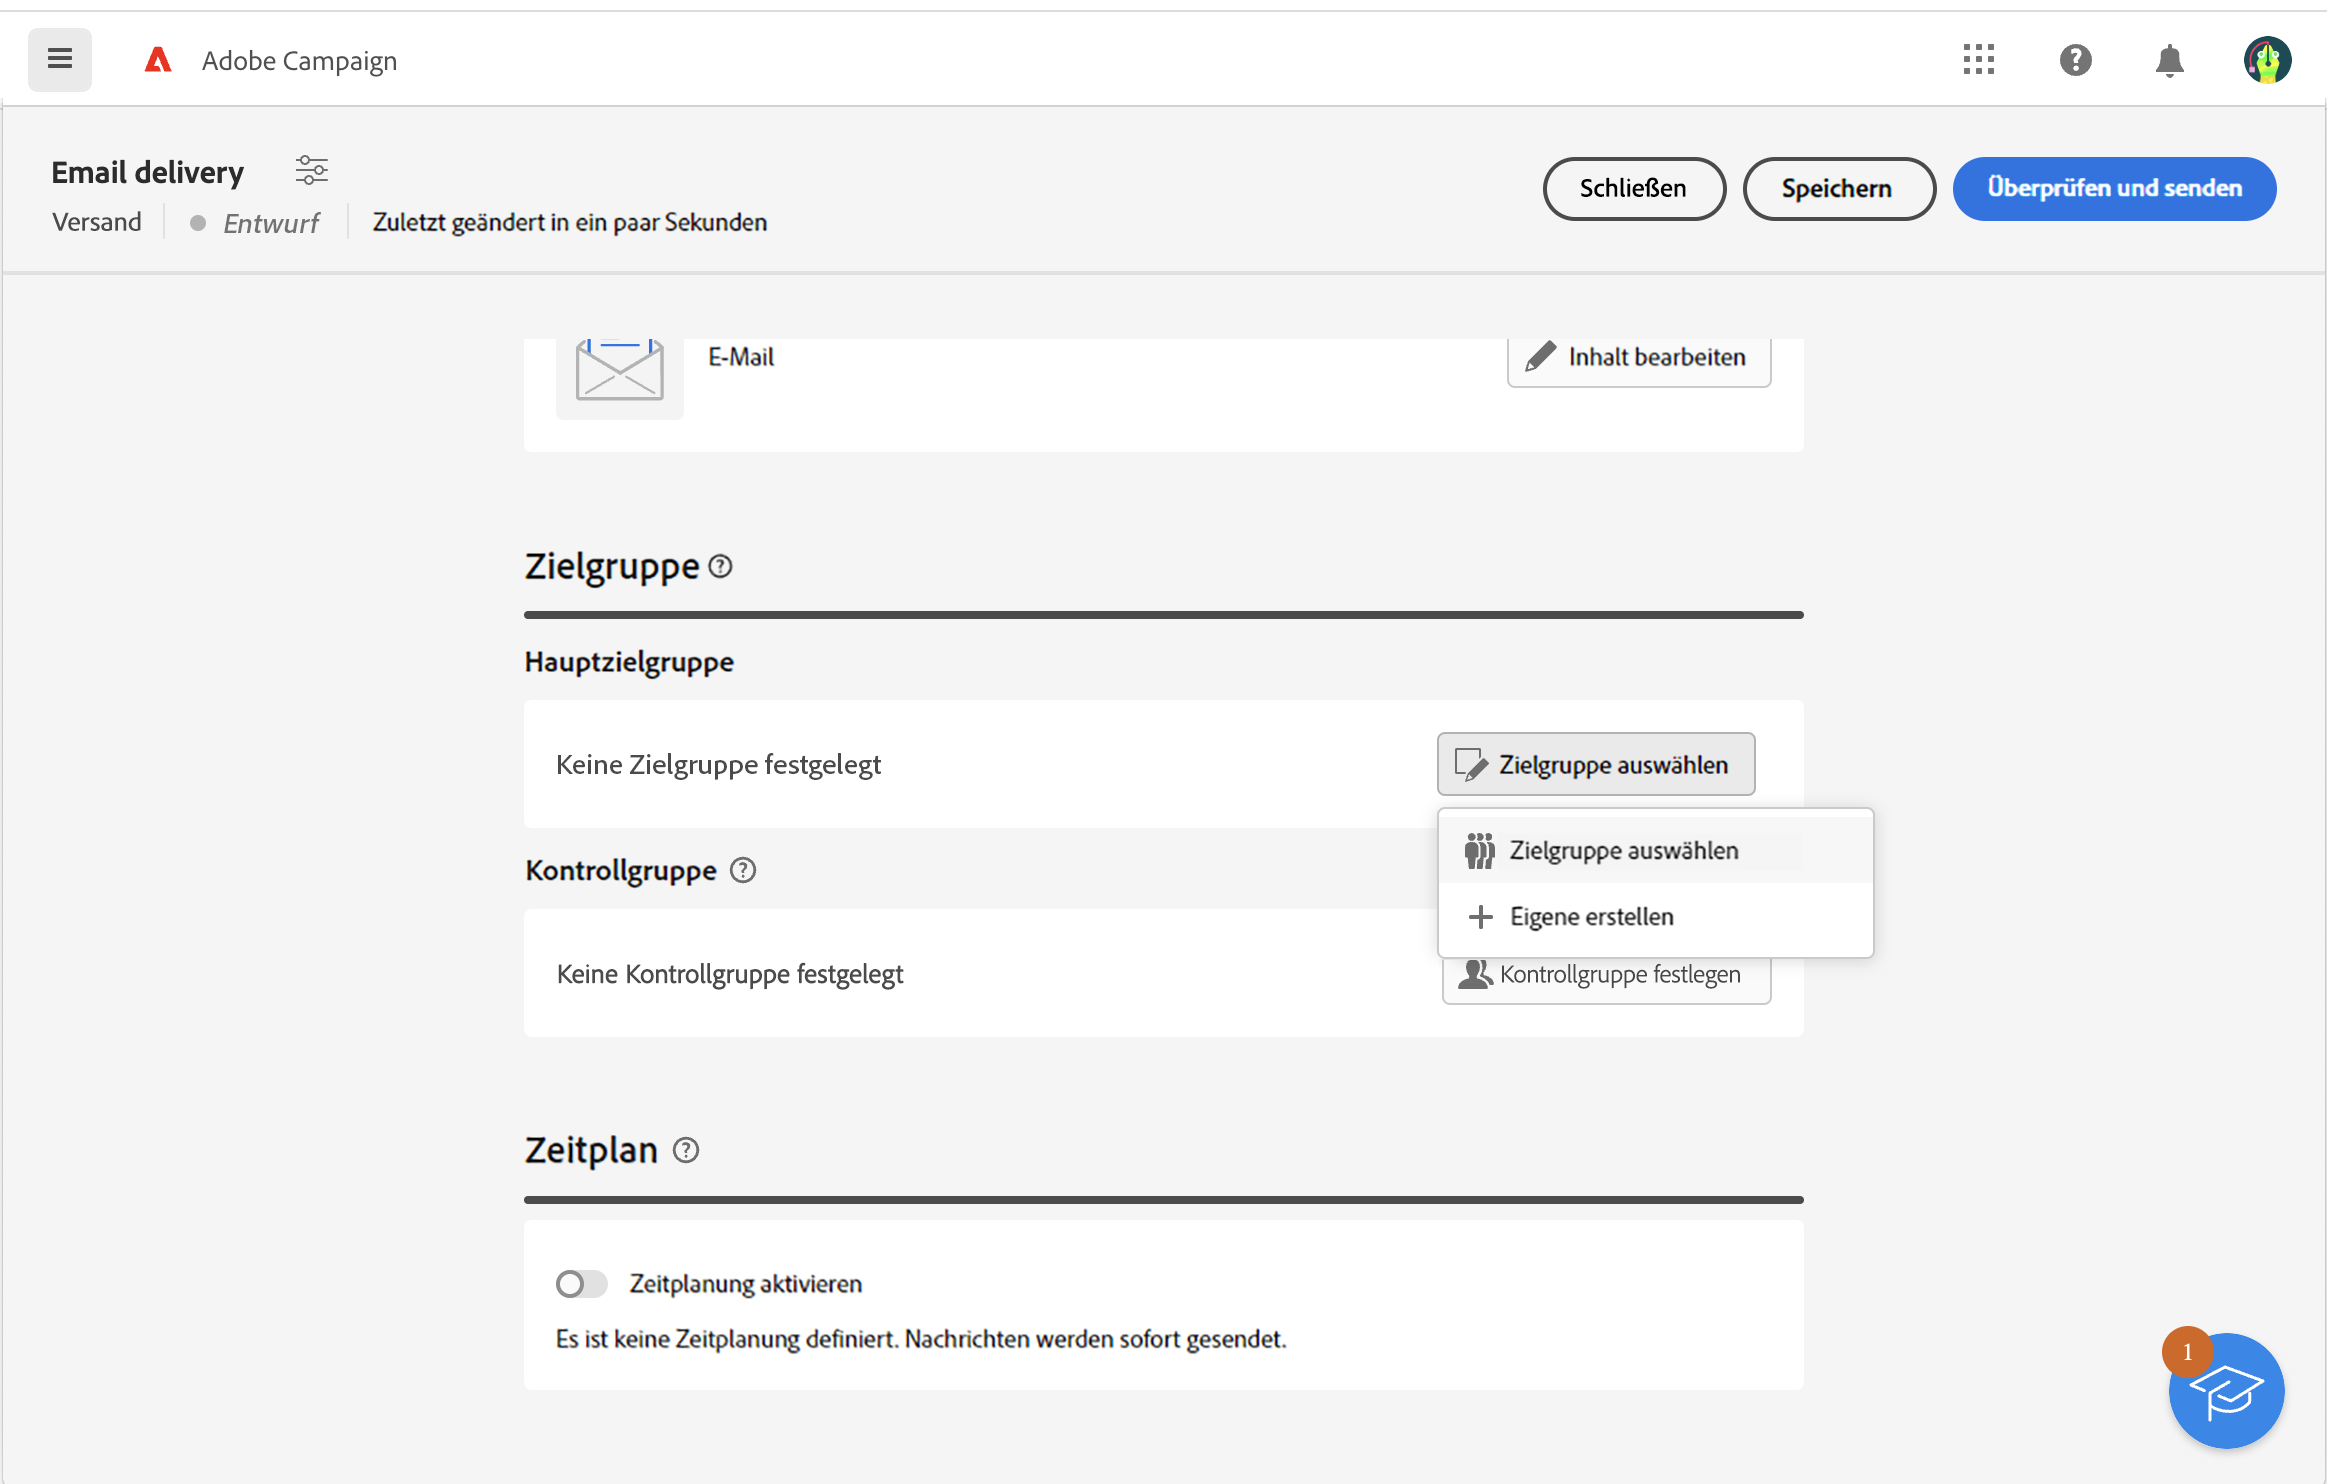 Adobe Campaign
Email delivery
Versand
Entwurf
Zuletzt geändert in ein paar Sekunden
Schließen
Speichern
Überprüfen und senden
E-Mail
Inhalt bearbeiten
Zielgruppe
Hauptzielgruppe
Keine Zielgruppe festgelegt
Zielgruppe auswählen
Zielgruppe auswählen
Eigene erstellen
Kontrollgruppe
Keine Kontrollgruppe festgelegt
Kontrollgruppe festlegen
Zeitplan
Zeitplanung aktivieren
Es ist keine Zeitplanung definiert. Nachrichten werden sofort gesendet.
1